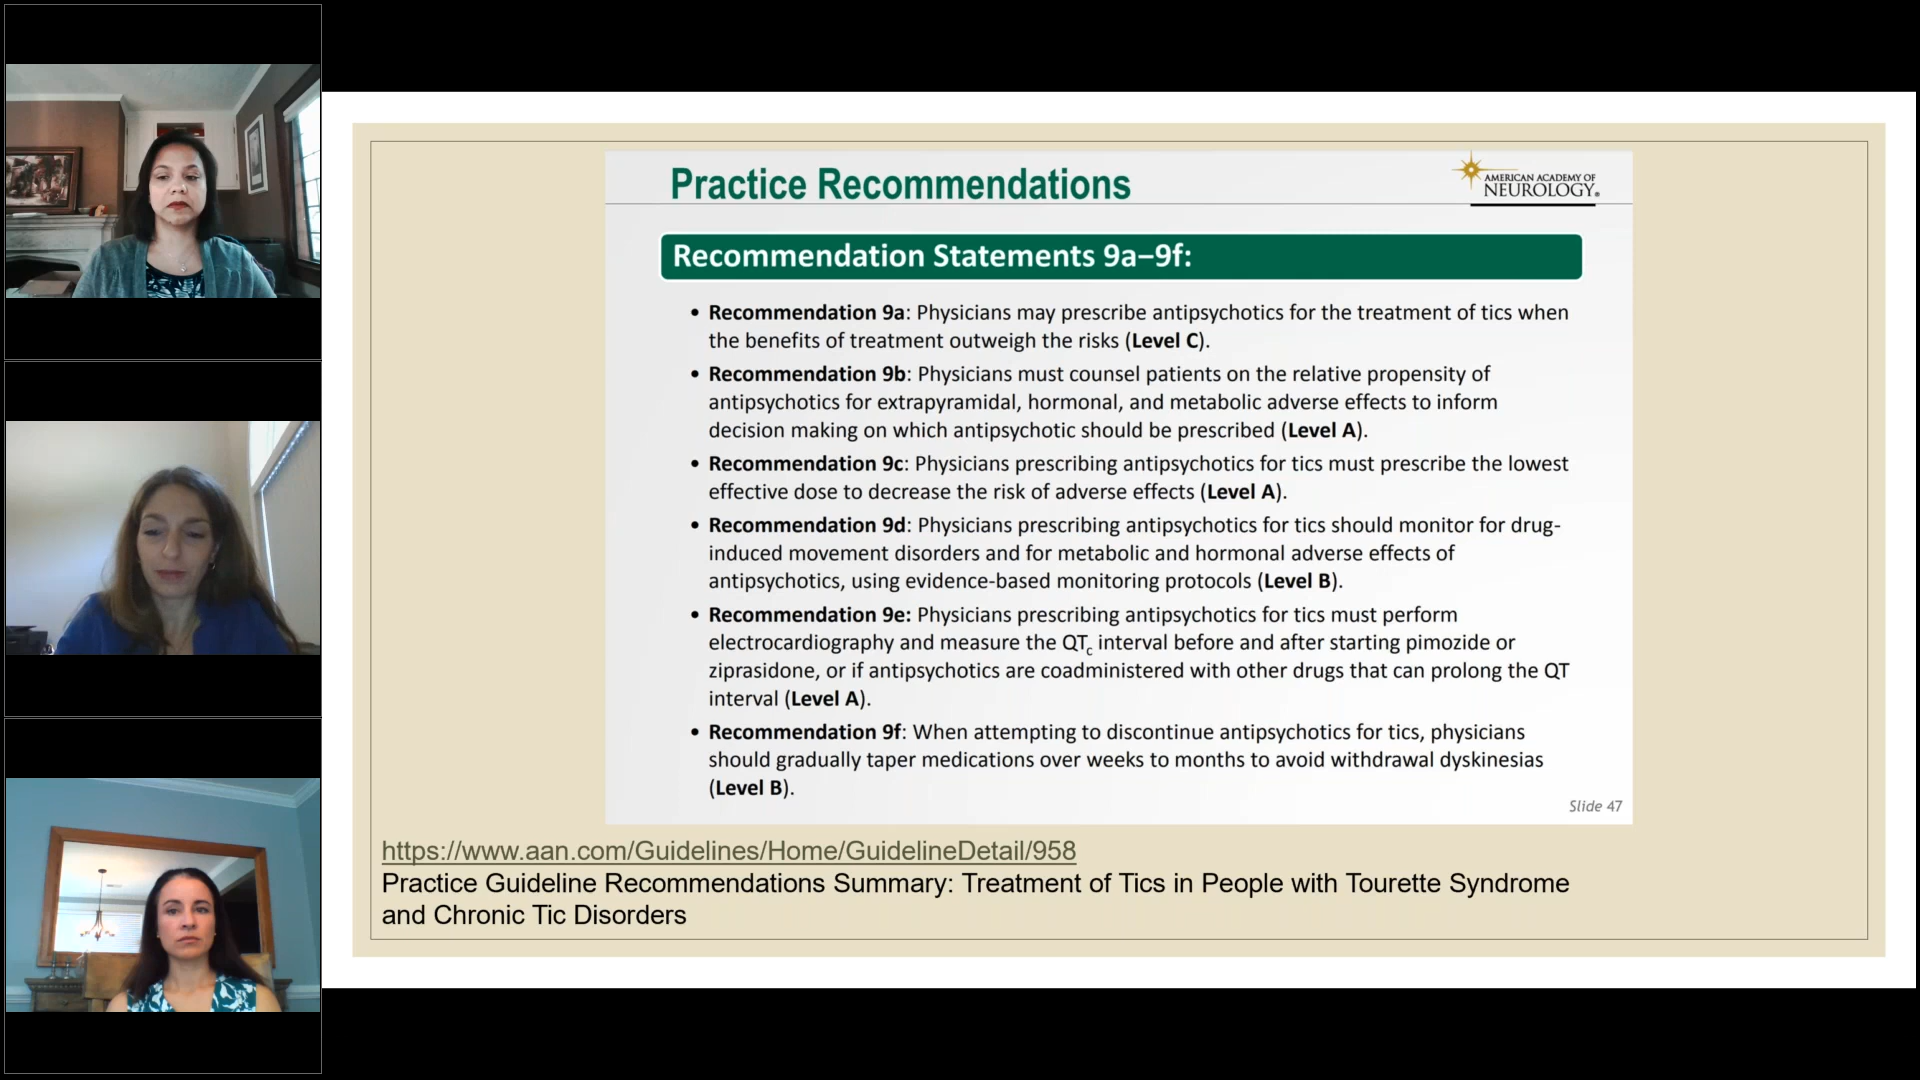 Practice Recommendations
AMERICAN ACADEMY OF
NEUROLOGY®
Recommendation Statements 9a–9f:
• Recommendation 9a: Physicians may prescribe antipsychotics for the treatment of tics when
the benefits of treatment outweigh the risks (Level C).
• Recommendation 9b: Physicians must counsel patients on the relative propensity of
antipsychotics for extrapyramidal, hormonal, and metabolic adverse effects to inform
decision making on which antipsychotic should be prescribed (Level A).
• Recommendation 9c: Physicians prescribing antipsychotics for tics must prescribe the lowest
effective dose to decrease the risk of adverse effects (Level A).
• Recommendation 9d: Physicians prescribing antipsychotics for tics should monitor for drug-
induced movement disorders and for metabolic and hormonal adverse effects of
antipsychotics, using evidence-based monitoring protocols (Level B).
• Recommendation 9e: Physicians prescribing antipsychotics for tics must perform
electrocardiography and measure the QTc interval before and after starting pimozide or
ziprasidone, or if antipsychotics are coadministered with other drugs that can prolong the QT
interval (Level A).
• Recommendation 9f: When attempting to discontinue antipsychotics for tics, physicians
should gradually taper medications over weeks to months to avoid withdrawal dyskinesias
(Level B).
Slide 47
https://www.aan.com/Guidelines/Home/GuidelineDetail/958
Practice Guideline Recommendations Summary: Treatment of Tics in People with Tourette Syndrome
and Chronic Tic Disorders